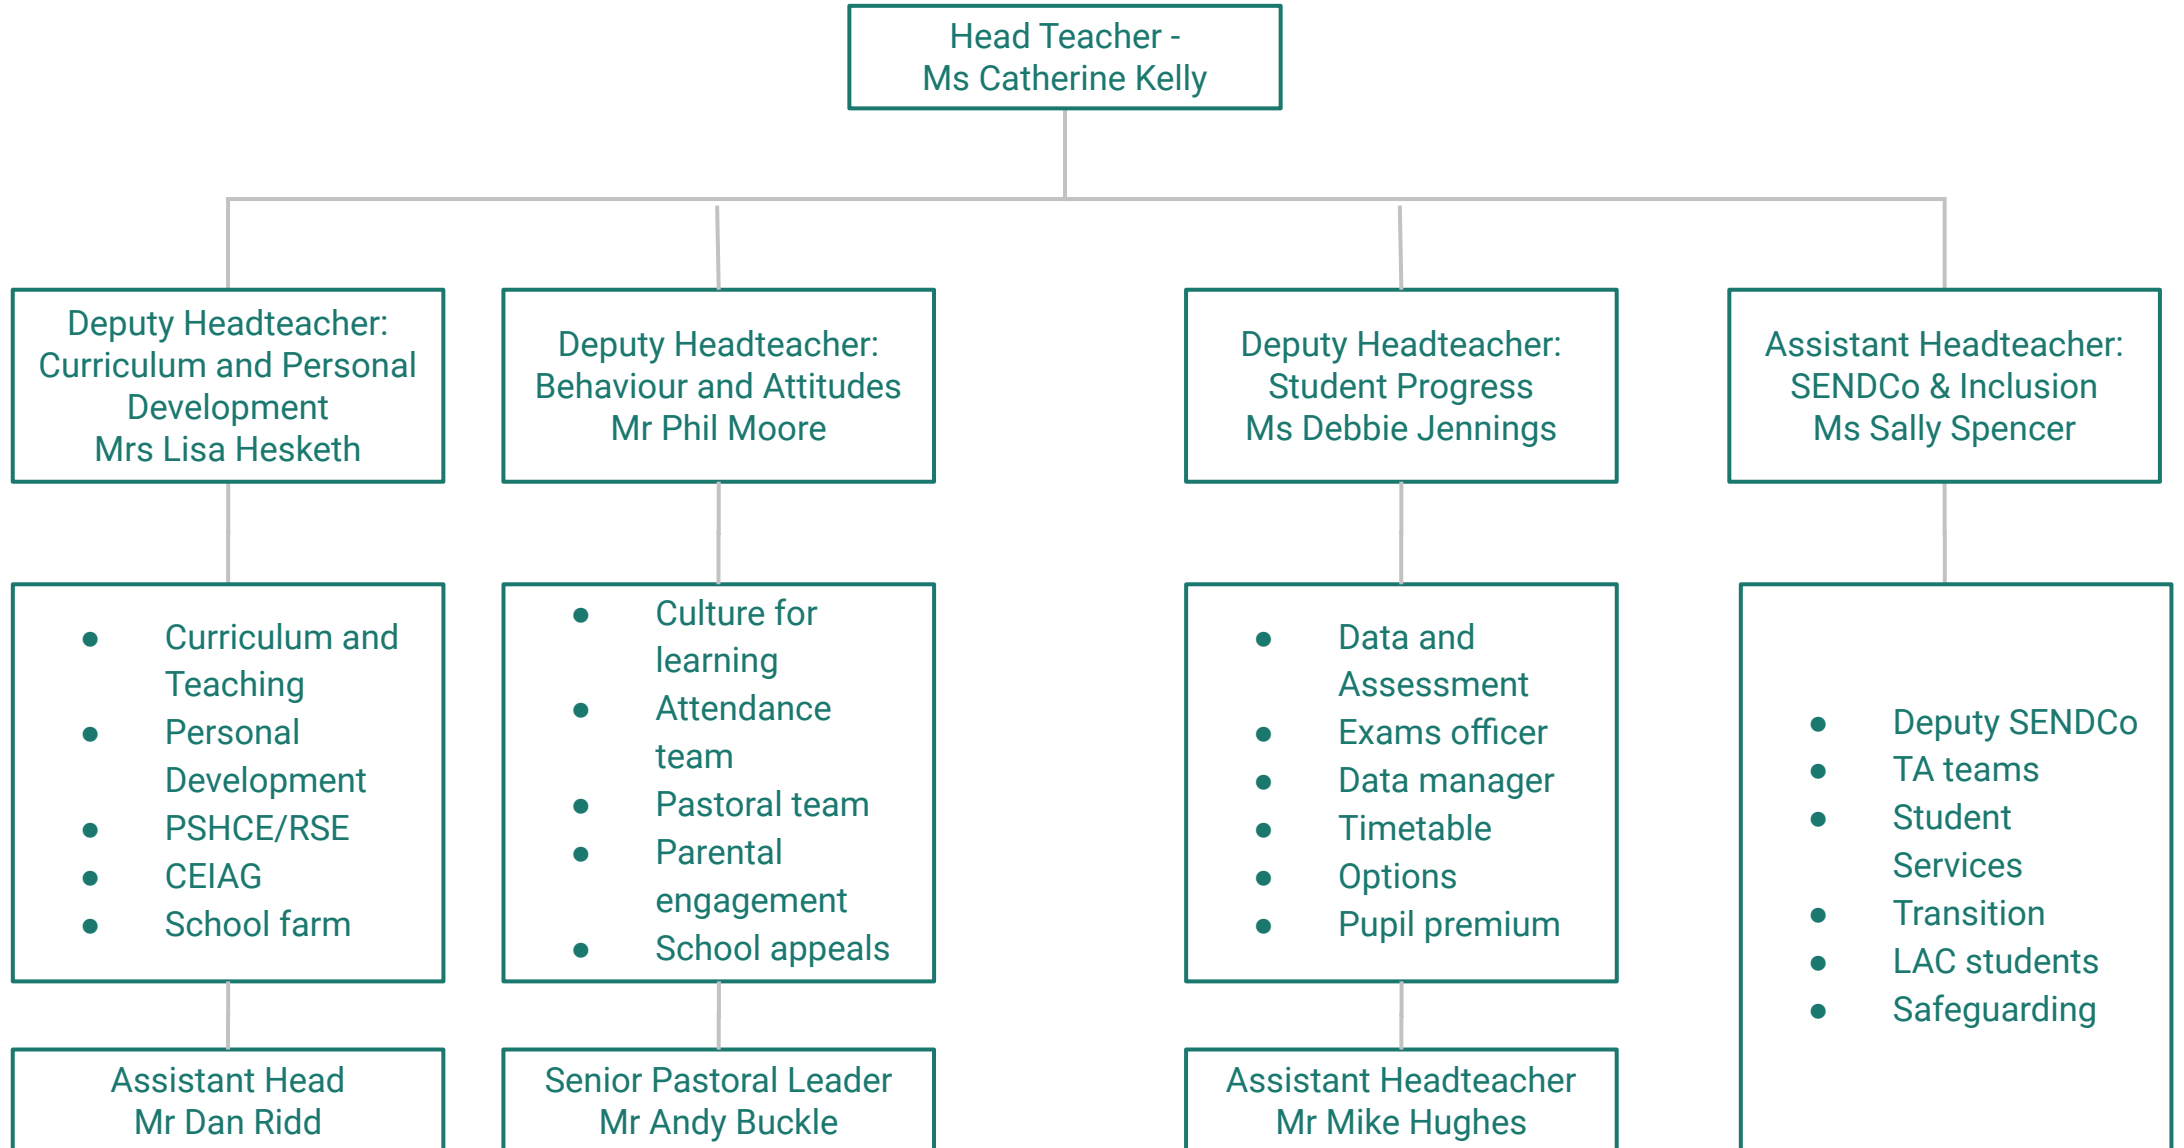 Head Teacher -
Ms Catherine Kelly
Deputy Headteacher:
Curriculum and Personal
Development
Mrs Lisa Hesketh
Deputy Headteacher:
Behaviour and Attitudes
Mr Phil Moore
Deputy Headteacher:
Student Progress
Ms Debbie Jennings
Assistant Headteacher:
SENDCo & Inclusion
Ms Sally Spencer
● Curriculum and
Teaching
● Personal
Development
● PSHCE/RSE
● CEIAG
● School farm
● Culture for
learning
● Attendance
team
● Pastoral team
● Parental
engagement
● School appeals
● Data and
Assessment
● Exams officer
● Data manager
● Timetable
● Options
● Pupil premium
● Deputy SENDCo
● TA teams
● Student
Services
● Transition
● LAC students
● Safeguarding
Assistant Head
Mr Dan Ridd
Senior Pastoral Leader
Mr Andy Buckle
Assistant Headteacher
Mr Mike Hughes